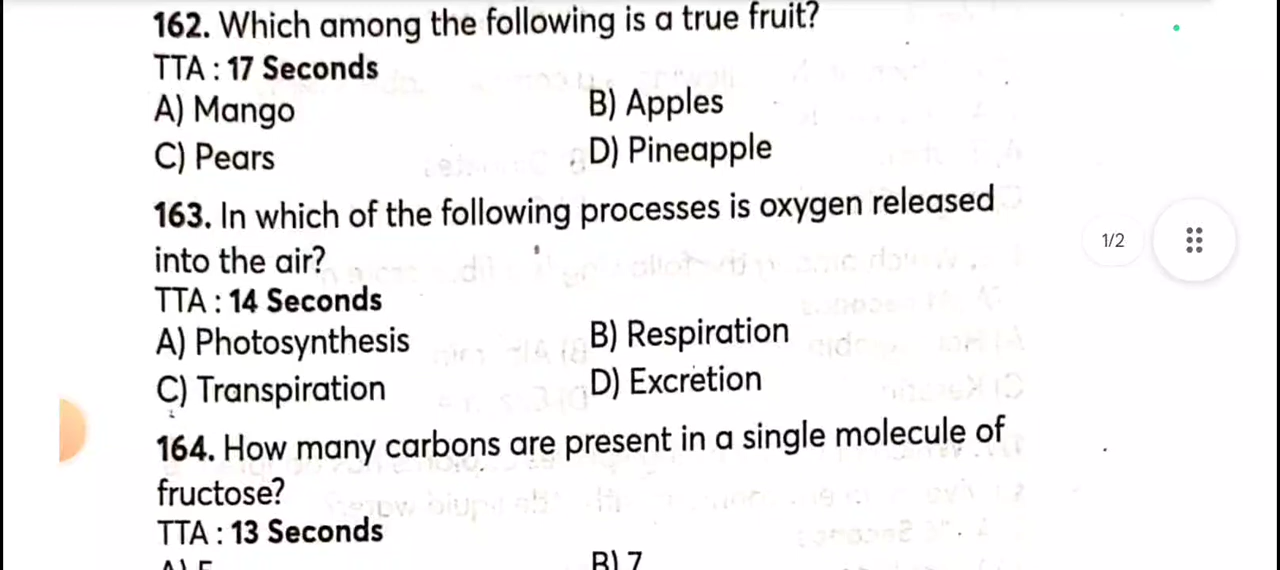 162. Which among the following is a true fruit?
TTA : 17 Seconds
A) Mango B) Apples
C) Pears D) Pineapple
163. In which of the following processes is oxygen released
into the air?
TTA : 14 Seconds
A) Photosynthesis B) Respiration
C) Transpiration D) Excretion
1/2
164. How many carbons are present in a single molecule of
fructose?
TTA : 13 Seconds
B) 7